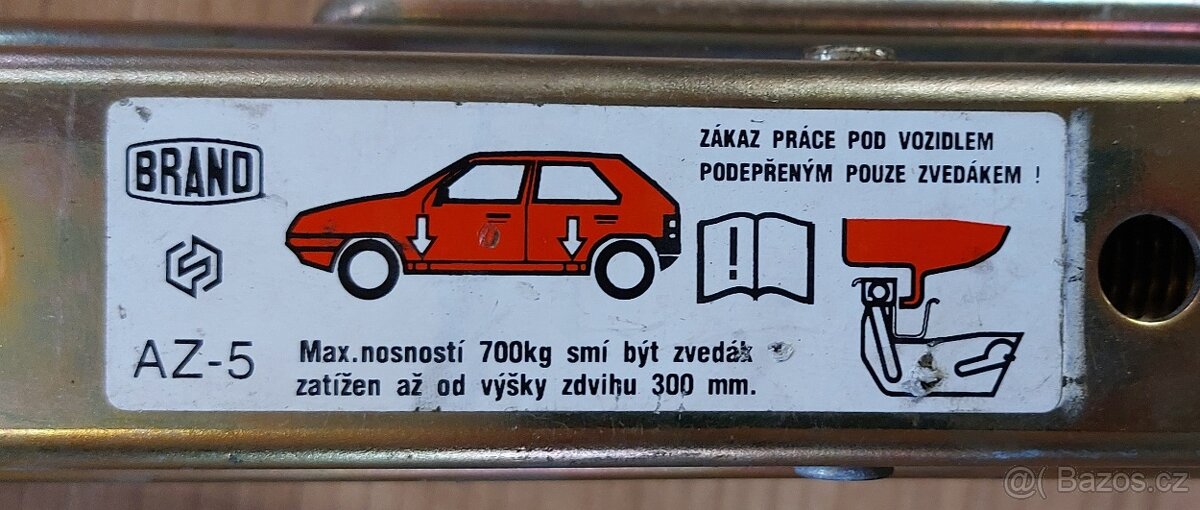 BRANO
ZÁKAZ PRÁCE POD VOZIDLEM
PODEPŘENÝM POUZE ZVEDÁKEM !
!
AZ-5
Max.nosností 700kg smí být zvedák
zatížen až od výšky zdvihu 300 mm.
@( Bazos.cz